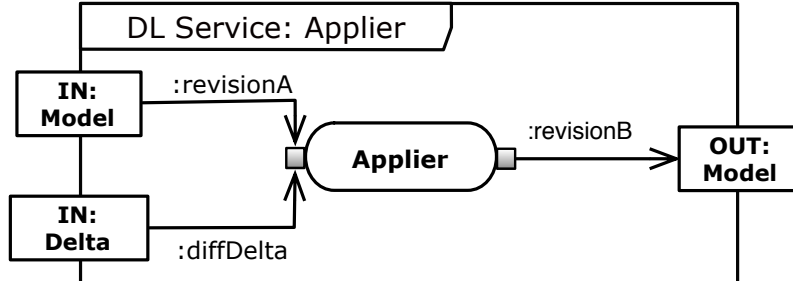 DL Service: Applier
IN:
Model
:revisionA
Applier
:revisionB
OUT:
Model
IN:
Delta
:diffDelta